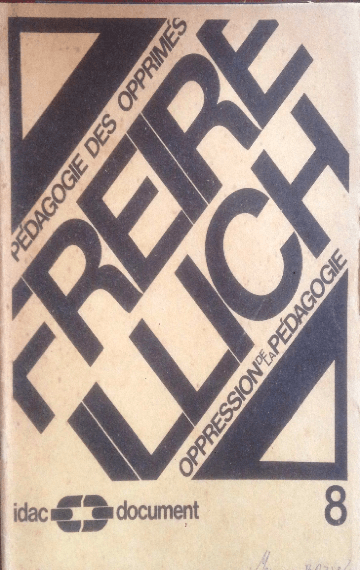 PÉDAGOGIE DES OPPRIMÉS
FREIRE
ILLICH
OPPRESSION DE LA PÉDAGOGIE
idac document
8